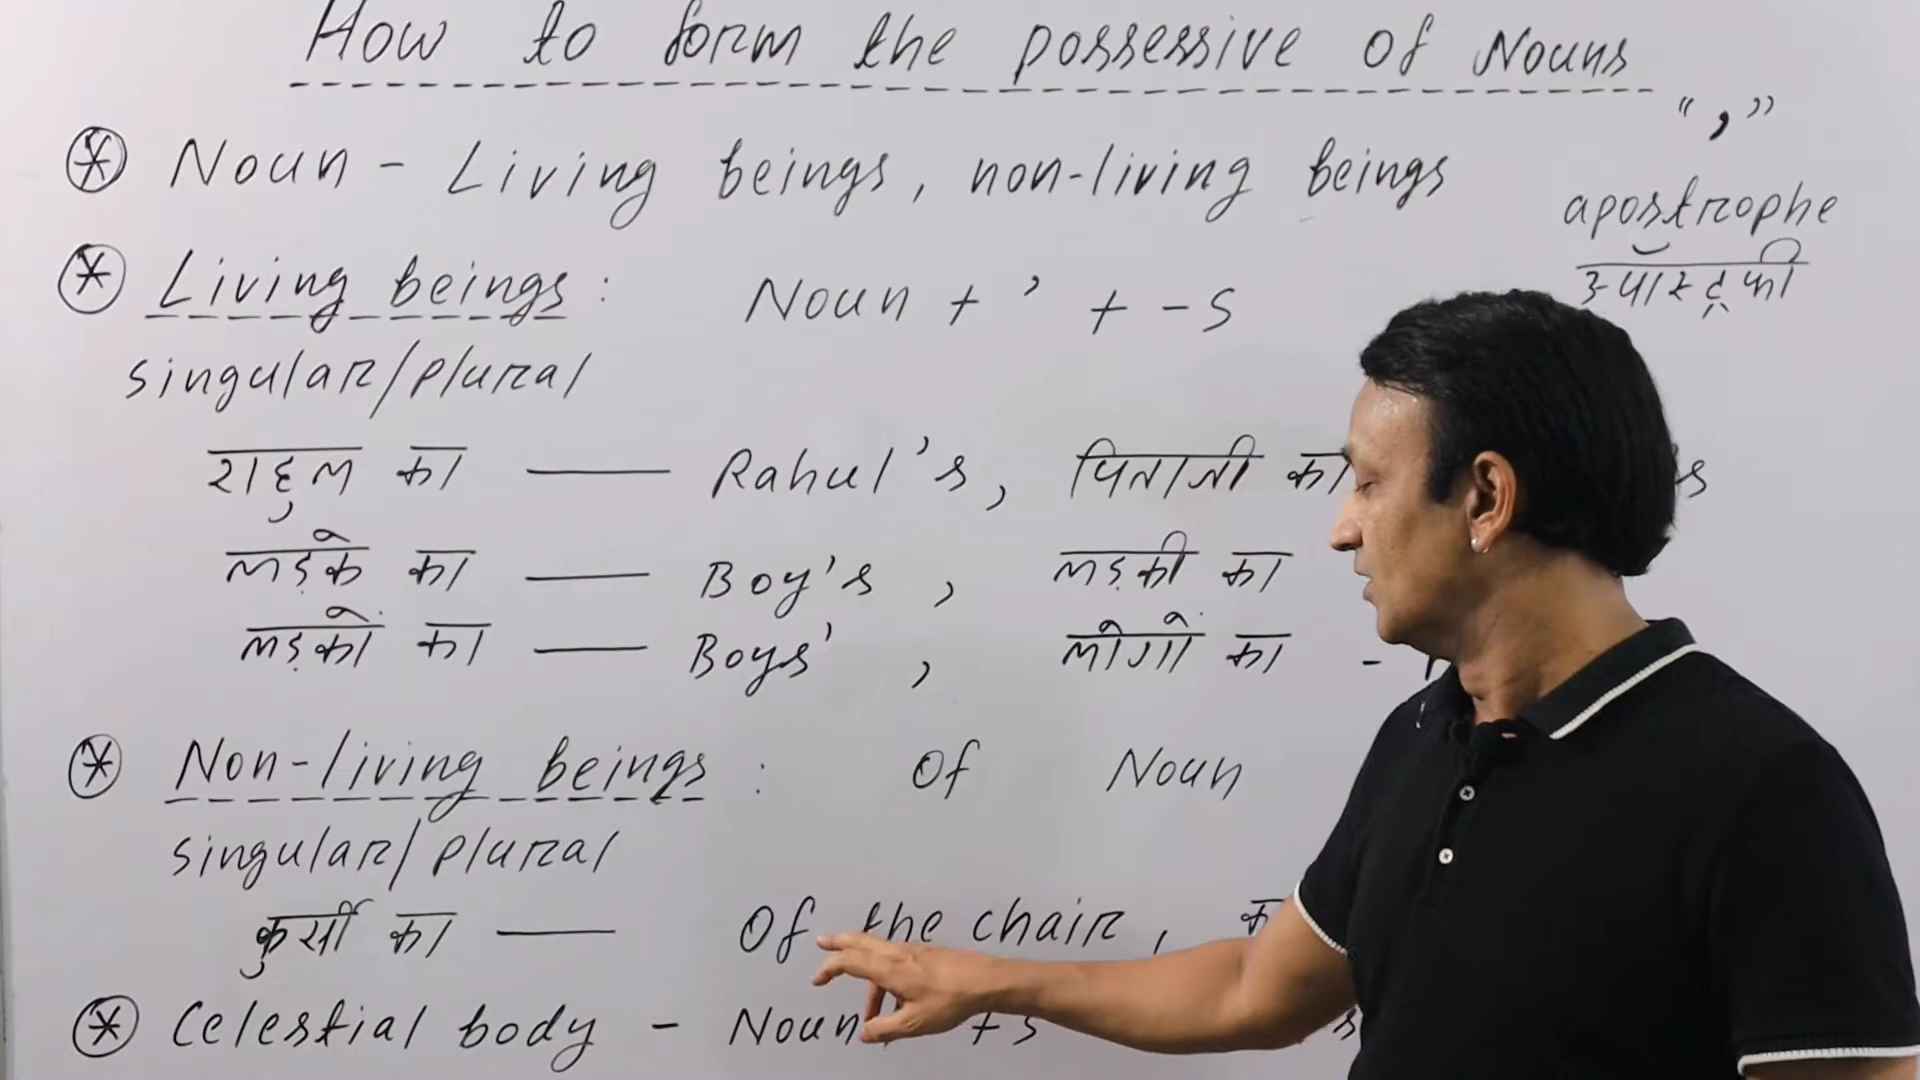 How to form the possessive of Nouns
“ , ”
* Noun - Living beings, non-living beings
apostrophe
* Living beings : Noun + ’ + - s
singular/plural
राहुल का — Rahul's, पिताजी का s
लड़के का — Boy's , लड़की का
लड़कों का — Boys' , लोगों का -
* Non-living beings : Of Noun
singular/plural
कुर्सी का — Of the chair ,
* Celestial body - Noun +s s